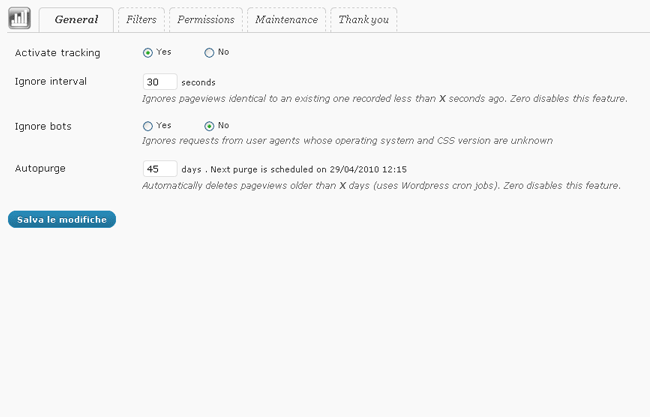 General Filters Permissions Maintenance Thank you
Activate tracking Yes No
Ignore interval 30 seconds
Ignores pageviews identical to an existing one recorded less than X seconds ago. Zero disables this feature.
Ignore bots Yes No
Ignores requests from user agents whose operating system and CSS version are unknown
Autopurge 45 days . Next purge is scheduled on 29/04/2010 12:15
Automatically deletes pageviews older than X days (uses Wordpress cron jobs). Zero disables this feature.
Salva le modifiche